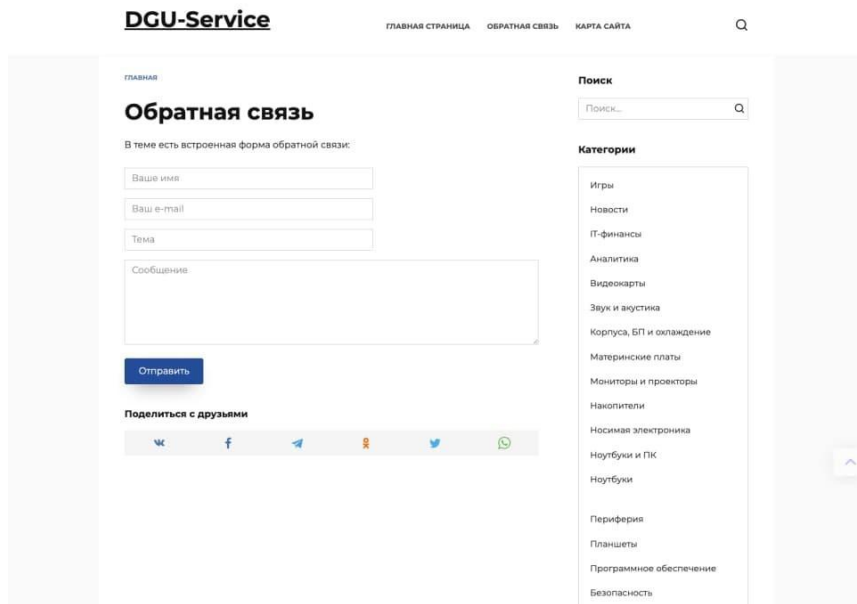 DGU-Service
ГЛАВНАЯ СТРАНИЦА
ОБРАТНАЯ СВЯЗЬ
КАРТА САЙТА
ГЛАВНАЯ
Обратная связь
В теме есть встроенная форма обратной связи:
Ваше имя
Ваш e-mail
Тема
Сообщение
Отправить
Поделиться с друзьями
Поиск
Поиск...
Категории
Игры
Новости
IT-финансы
Аналитика
Видеокарты
Звук и акустика
Корпуса, БП и охлаждение
Материнские платы
Мониторы и проекторы
Накопители
Носимая электроника
Ноутбуки и ПК
Ноутбуки
Периферия
Планшеты
Программное обеспечение
Безопасность